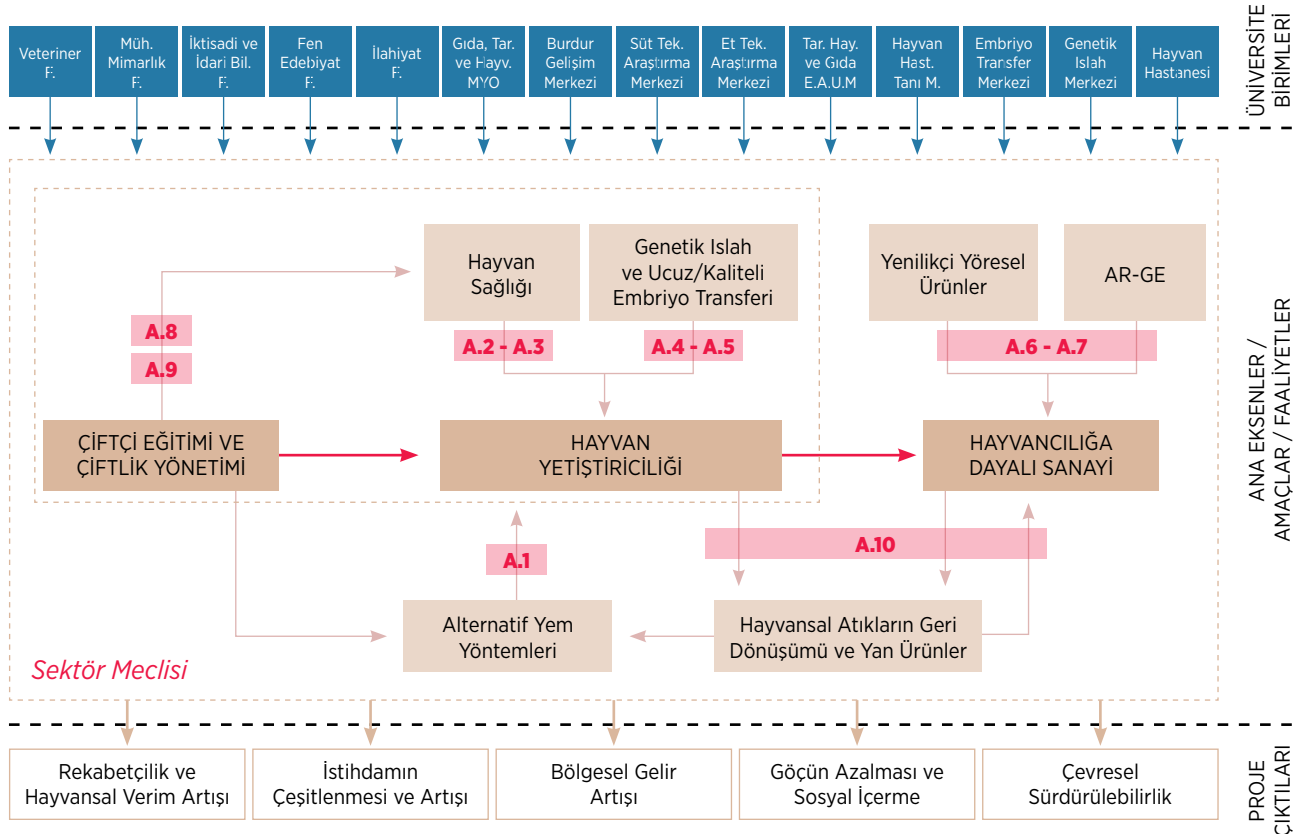 Veteriner
F.
Müh.
Mimarlık
F.
İktisadi ve
İdari Bil.
F.
Fen
Edebiyat
F.
İlahiyat
F.
Gıda, Tar.
ve Hayv.
MYO
Burdur
Gelişim
Merkezi
Süt Tek.
Araştırma
Merkezi
Et Tek.
Araştırma
Merkezi
Tar. Hay.
ve Gıda
E.A.U.M
Hayvan
Hast.
Tanı M.
Embriyo
Transfer
Merkezi
Genetik
Islah
Merkezi
Hayvan
Hastanesi
ÜNİVERSİTE
BİRİMLERİ
Hayvan
Sağlığı
Genetik Islah
ve Ucuz/Kaliteli
Embriyo Transferi
Yenilikçi Yöresel
Ürünler
AR-GE
A.8
A.9
A.2 - A.3
A.4 - A.5
A.6 - A.7
ÇİFTÇİ EĞİTİMİ VE
ÇİFTLİK YÖNETİMİ
HAYVAN
YETİŞTİRİCİLİĞİ
HAYVANCILIĞA
DAYALI SANAYİ
ANA EKSENLER /
AMAÇLAR / FAALİYETLER
A.1
A.10
Alternatif Yem
Yöntemleri
Hayvansal Atıkların Geri
Dönüşümü ve Yan Ürünler
Sektör Meclisi
Rekabetçilik ve
Hayvansal Verim Artışı
İstihdamın
Çeşitlenmesi ve Artışı
Bölgesel Gelir
Artışı
Göçün Azalması ve
Sosyal İçerme
Çevresel
Sürdürülebilirlik
PROJE
ÇIKTILARI